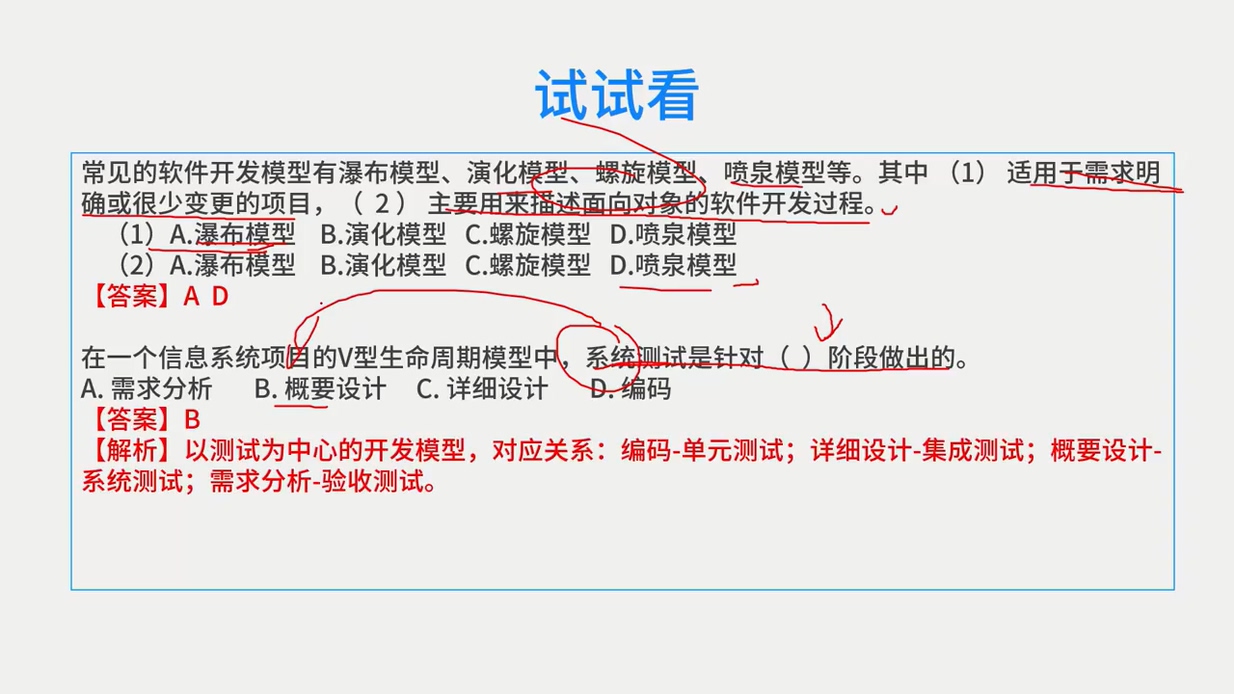 试试看
常见的软件开发模型有瀑布模型、演化模型、螺旋模型、喷泉模型等。其中 （1） 适用于需求明
确或很少变更的项目，（ 2 ） 主要用来描述面向对象的软件开发过程。
（1）A.瀑布模型 B.演化模型 C.螺旋模型 D.喷泉模型
（2）A.瀑布模型 B.演化模型 C.螺旋模型 D.喷泉模型
【答案】A D
在一个信息系统项目的V型生命周期模型中，系统测试是针对（ ）阶段做出的。
A. 需求分析 B. 概要设计 C. 详细设计 D. 编码
【答案】B
【解析】以测试为中心的开发模型，对应关系：编码-单元测试；详细设计-集成测试；概要设计-
系统测试；需求分析-验收测试。